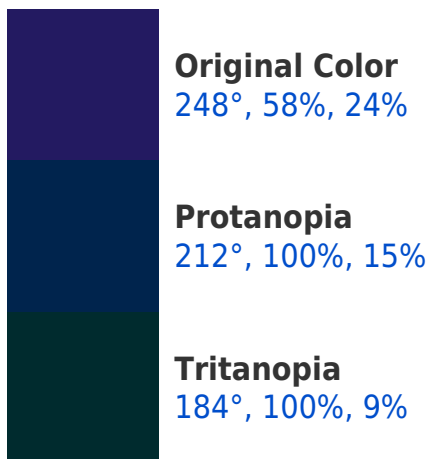 Original Color
248°, 58%, 24%
Protanopia
212°, 100%, 15%
Tritanopia
184°, 100%, 9%